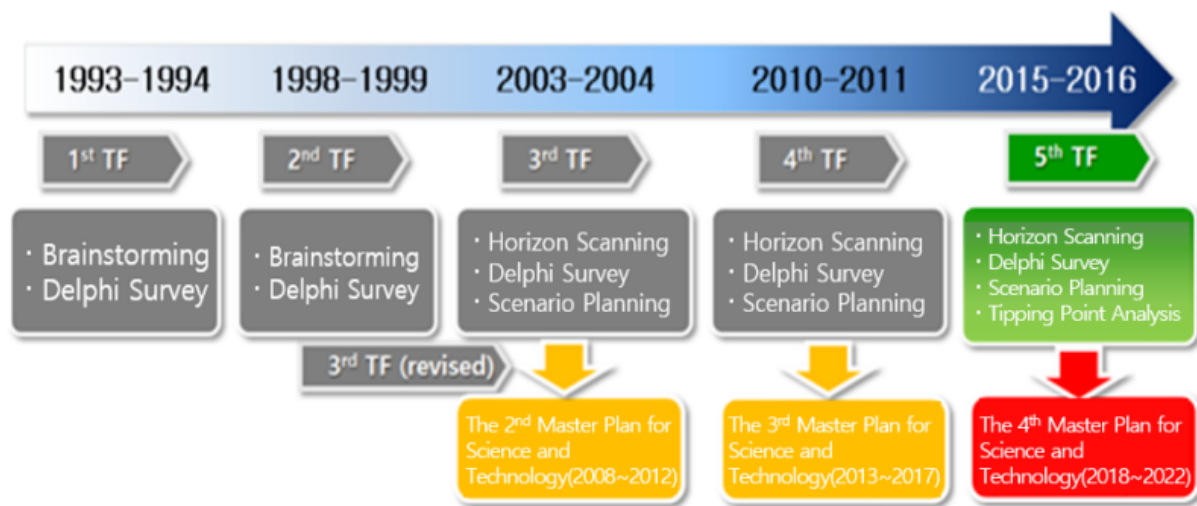 1993-1994
1998-1999
2003-2004
2010-2011
2015-2016
1st TF
2nd TF
3rd TF
4th TF
5th TF
· Brainstorming
· Delphi Survey
· Brainstorming
· Delphi Survey
· Horizon Scanning
· Delphi Survey
· Scenario Planning
· Horizon Scanning
· Delphi Survey
· Scenario Planning
· Horizon Scanning
· Delphi Survey
· Scenario Planning
· Tipping Point Analysis
3rd TF (revised)
The 2nd Master Plan for
Science and
Technology(2008~2012)
The 3rd Master Plan for
Science and
Technology(2013~2017)
The 4th Master Plan for
Science and
Technology(2018~2022)